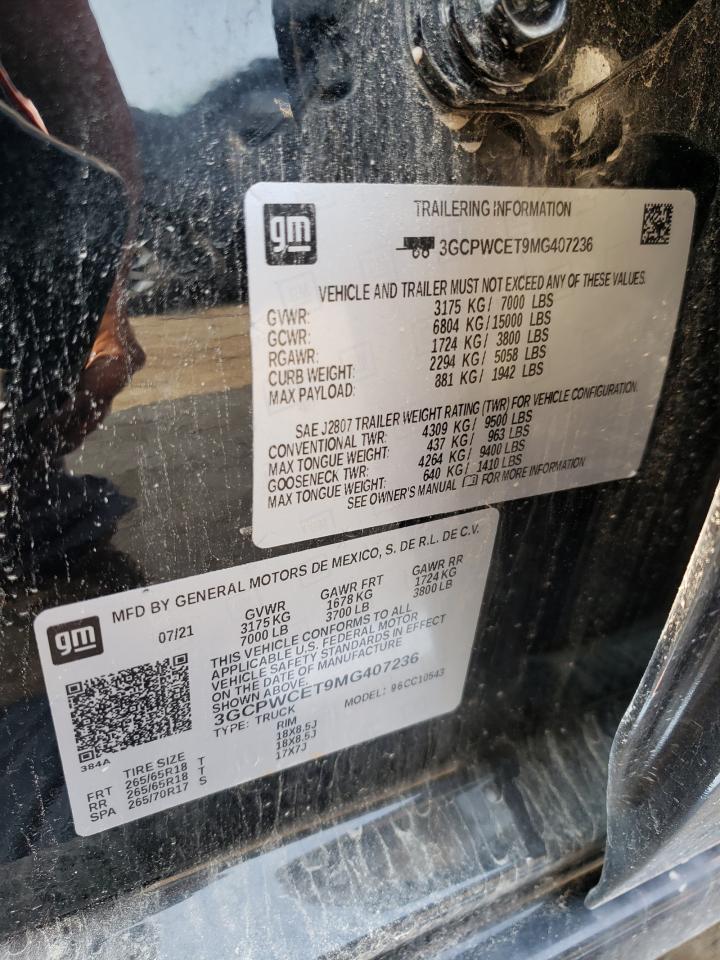 gm
TRAILERING INFORMATION
3GCPWCET9MG407236
VEHICLE AND TRAILER MUST NOT EXCEED ANY OF THESE VALUES.
GVWR: 3175 KG / 7000 LBS
GCWR: 6804 KG / 15000 LBS
RGAWR: 1724 KG / 3800 LBS
CURB WEIGHT: 2294 KG / 5058 LBS
MAX PAYLOAD: 881 KG / 1942 LBS
SAE J2807 TRAILER WEIGHT RATING (TWR) FOR VEHICLE CONFIGURATION.
CONVENTIONAL TWR: 4309 KG / 9500 LBS
MAX TONGUE WEIGHT: 437 KG / 963 LBS
GOOSENECK TWR: 4264 KG / 9400 LBS
MAX TONGUE WEIGHT: 640 KG / 1410 LBS
SEE OWNER'S MANUAL FOR MORE INFORMATION
gm
MFD BY GENERAL MOTORS DE MEXICO, S. DE R.L. DE C.V.
07/21 GVWR GAWR FRT GAWR RR
3175 KG 1678 KG 1724 KG
7000 LB 3700 LB 3800 LB
THIS VEHICLE CONFORMS TO ALL
APPLICABLE U.S. FEDERAL MOTOR
VEHICLE SAFETY STANDARDS IN EFFECT
ON THE DATE OF MANUFACTURE
SHOWN ABOVE.
3GCPWCET9MG407236
TYPE: TRUCK MODEL: 96CC10543
384A
TIRE SIZE RIM
FRT 265/65R18 T 18X8.5J
RR 265/65R18 T 18X8.5J
SPA 265/70R17 S 17X7J